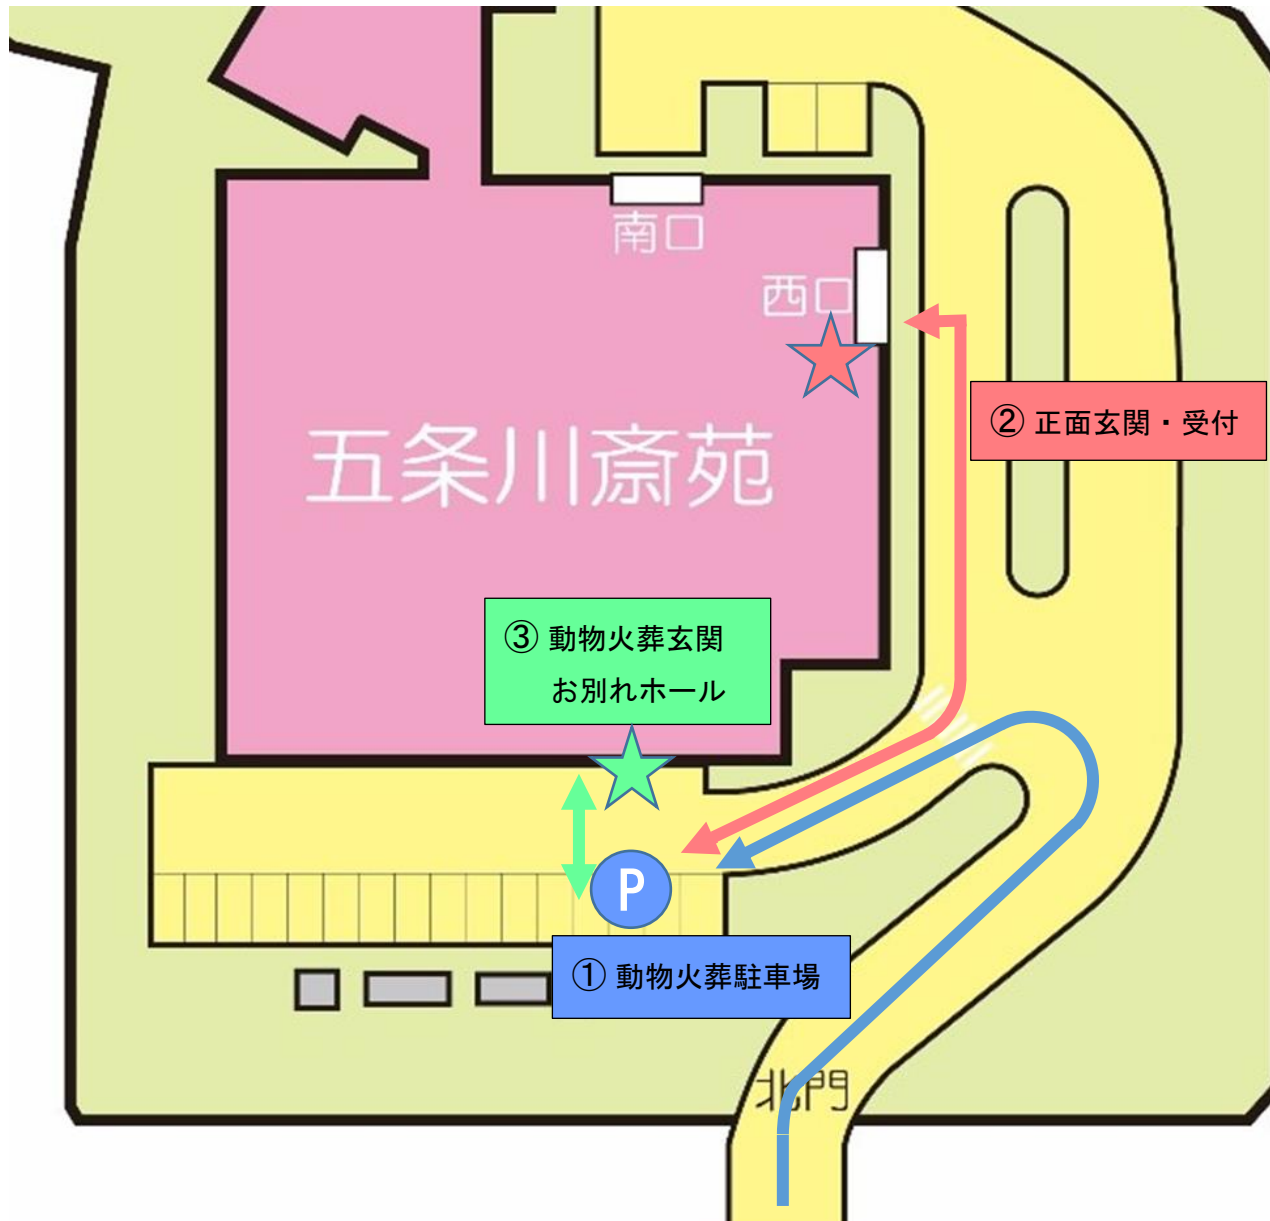 南口
西口
② 正面玄関・受付
五条川斎苑
③ 動物火葬玄関
お別れホール
P
① 動物火葬駐車場
北門